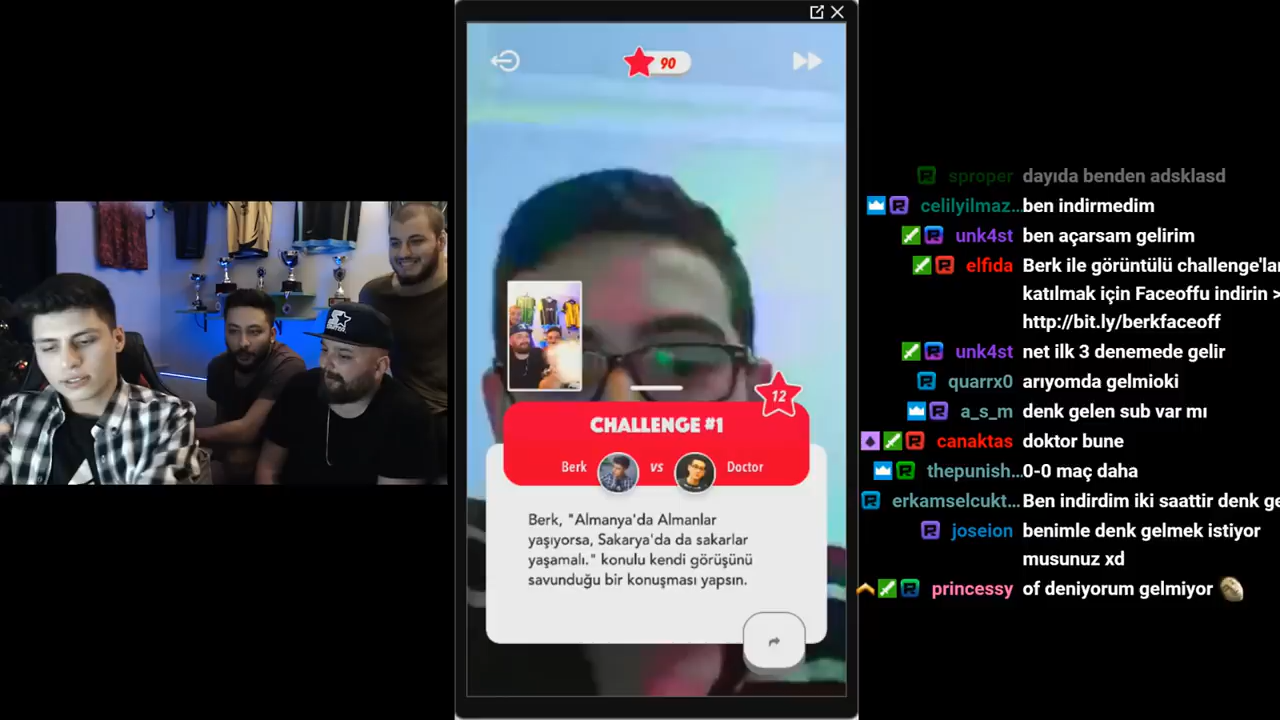 90
12
CHALLENGE #1
Berk vs Doctor
Berk, "Almanya'da Almanlar
yaşıyorsa, Sakarya'da da sakarlar
yaşamalı." konulu kendi görüşünü
savunduğu bir konuşması yapsın.
sproper dayıda benden adsklasd
celilyilmaz... ben indirmedim
unk4st ben açarsam gelirim
elfida Berk ile görüntülü challenge'lar
katılmak için Faceoffu indirin >
http://bit.ly/berkfaceoff
unk4st net ilk 3 denemede gelir
quarrx0 arıyomda gelmioki
a_s_m denk gelen sub var mı
canaktas doktor bune
thepunish... 0-0 maç daha
erkamselcukt... Ben indirdim iki saattir denk ge
joseion benimle denk gelmek istiyor
musunuz xd
princessy of deniyorum gelmiyor